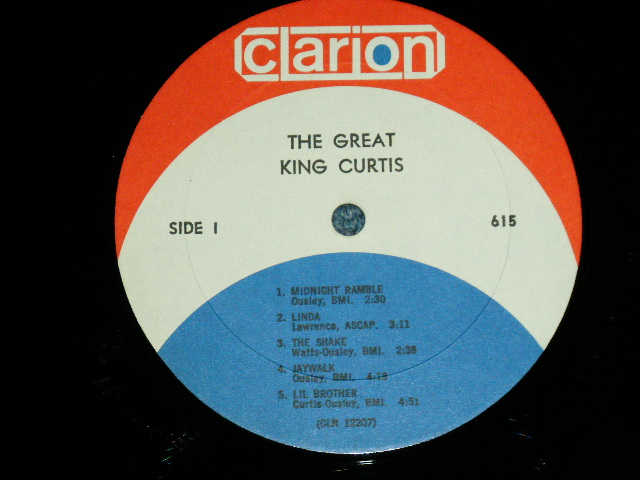 clarion
THE GREAT
KING CURTIS
SIDE 1
615
1. MIDNIGHT RAMBLE
Ousley, BMI. 2:30
2. LINDA
Lawrence, ASCAP. 3:11
3. THE SHAKE
Watts-Ousley, BMI. 2:38
4. JAYWALK
Ousley, BMI. 4:15
5. LIL BROTHER
Curtis-Ousley, BMI 4:51
(CLN 13207)